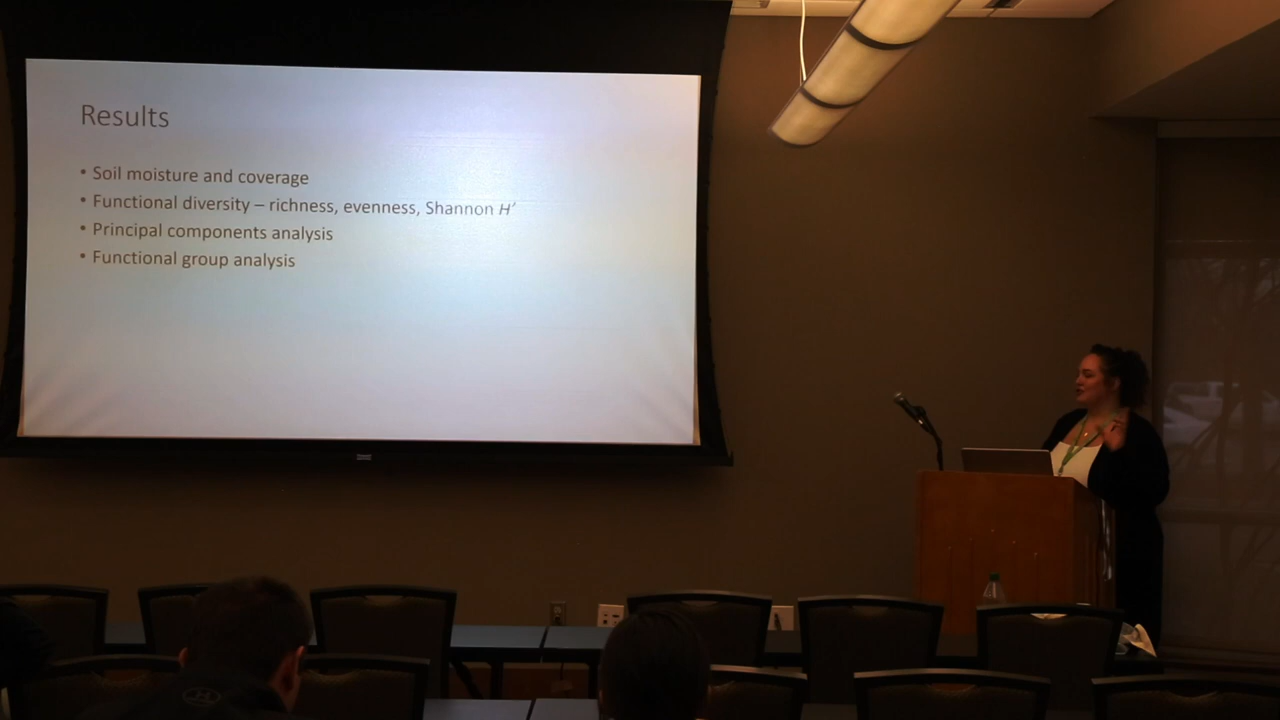 Results
• Soil moisture and coverage
• Functional diversity – richness, evenness, Shannon H’
• Principal components analysis
• Functional group analysis